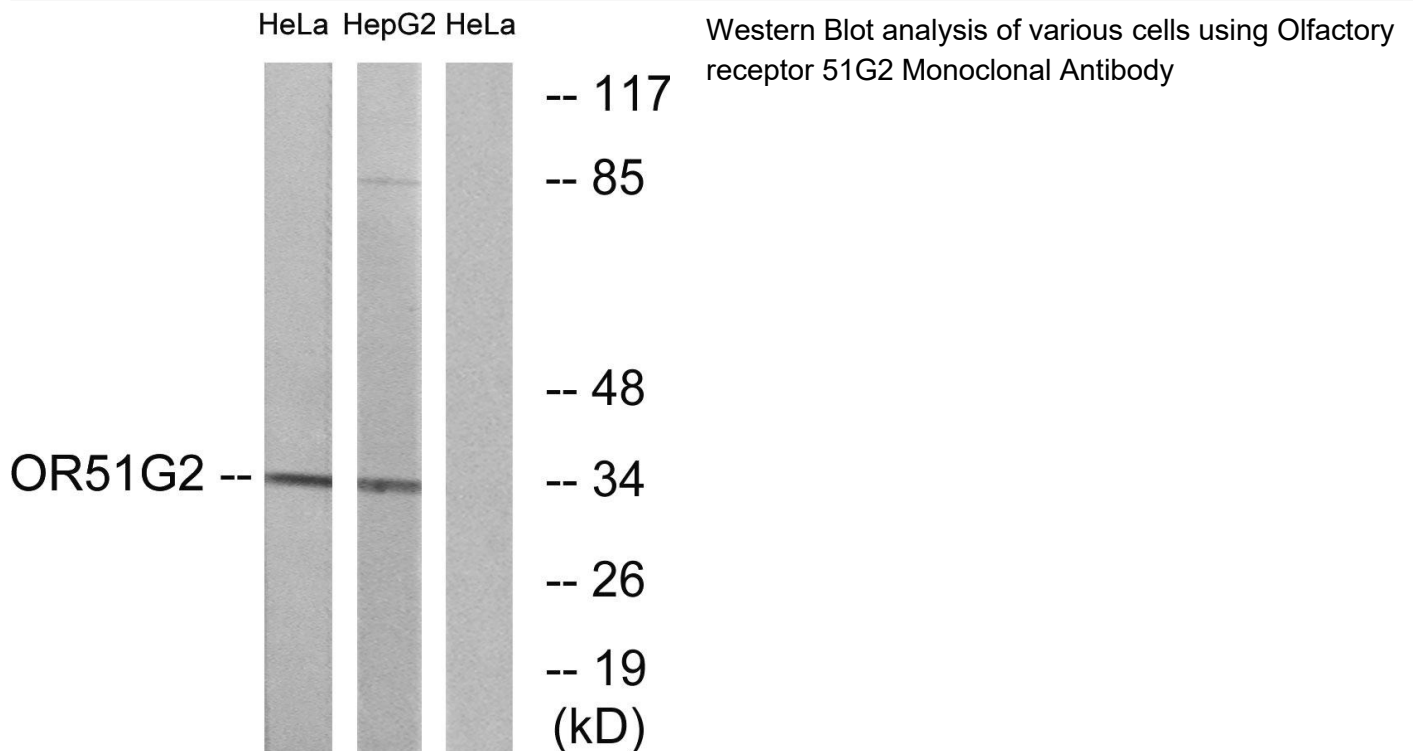 HeLa HepG2 HeLa
Western Blot analysis of various cells using Olfactory
receptor 51G2 Monoclonal Antibody
-- 117
-- 85
-- 48
OR51G2 --
-- 34
-- 26
-- 19
(kD)